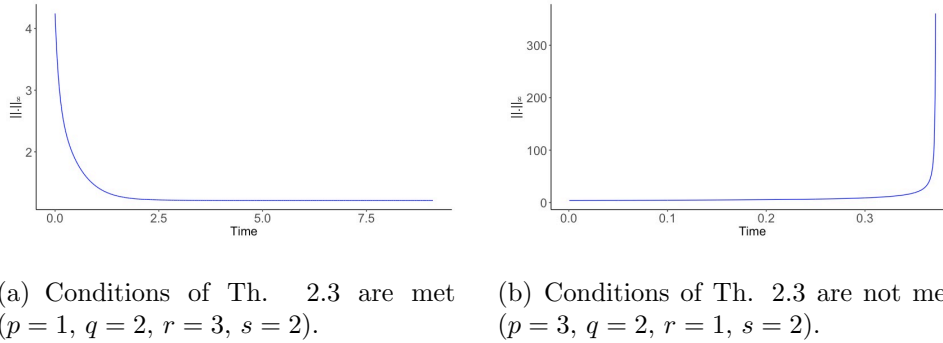 4
3
2
||.||∞
0.0 2.5 5.0 7.5
Time
300
200
100
0
||.||∞
0.0 0.1 0.2 0.3
Time
(a) Conditions of Th. 2.3 are met
(p = 1, q = 2, r = 3, s = 2).
(b) Conditions of Th. 2.3 are not me
(p = 3, q = 2, r = 1, s = 2).